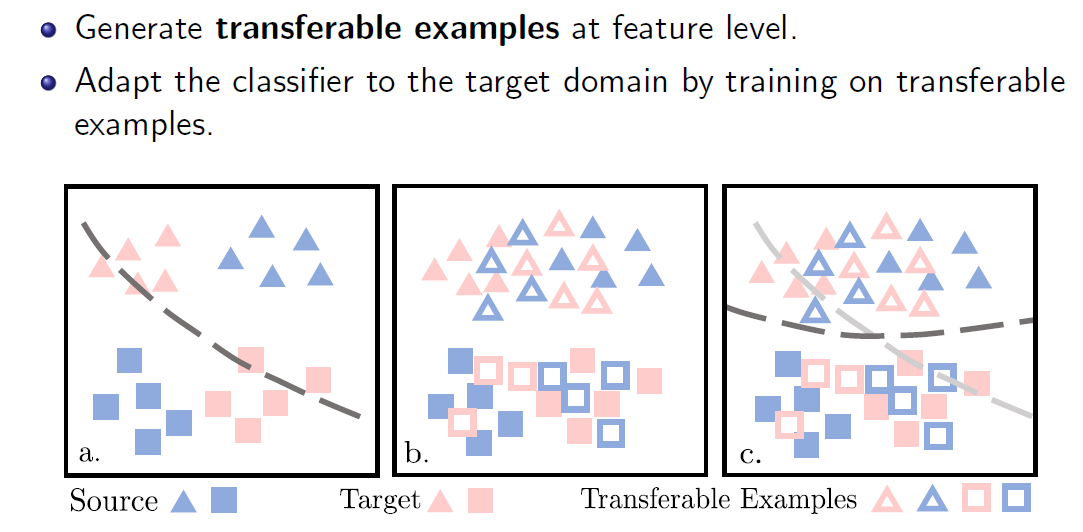 Generate transferable examples at feature level.
Adapt the classifier to the target domain by training on transferable
examples.
a.
b.
c.
Source
Target
Transferable Examples